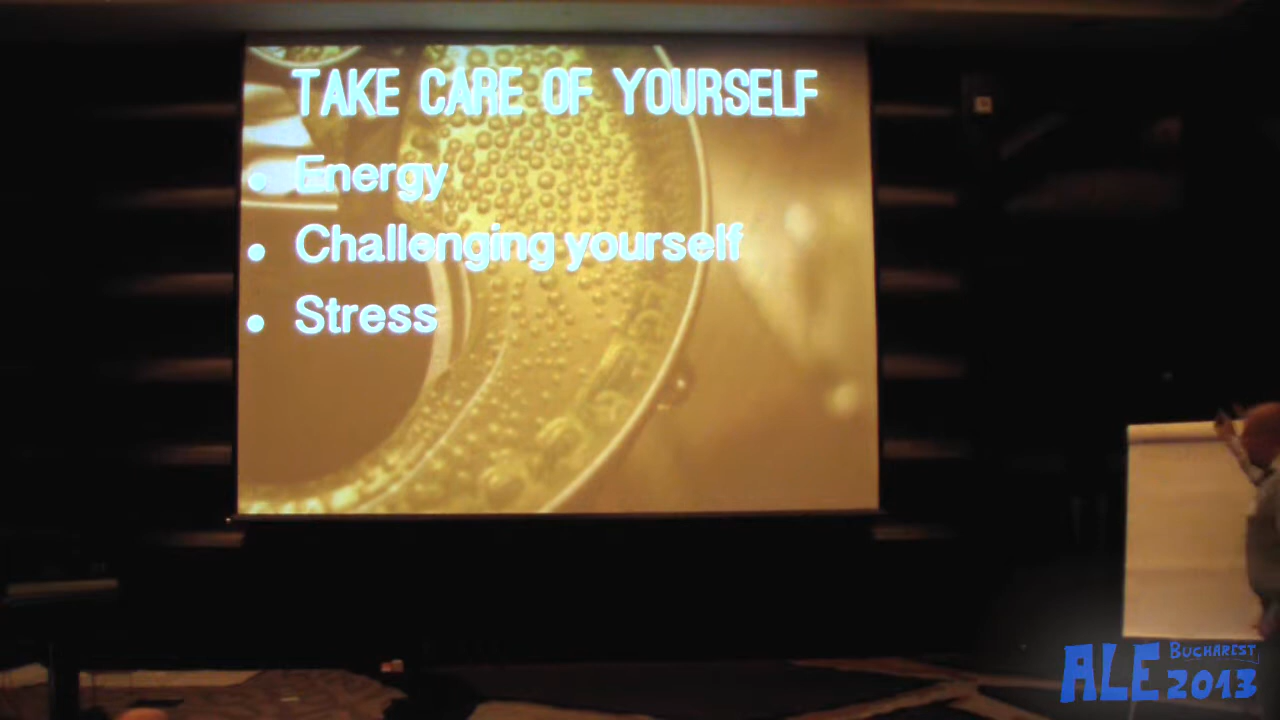 TAKE CARE OF YOURSELF
• Energy
• Challenging yourself
• Stress
ALE BUCHAREST 2013